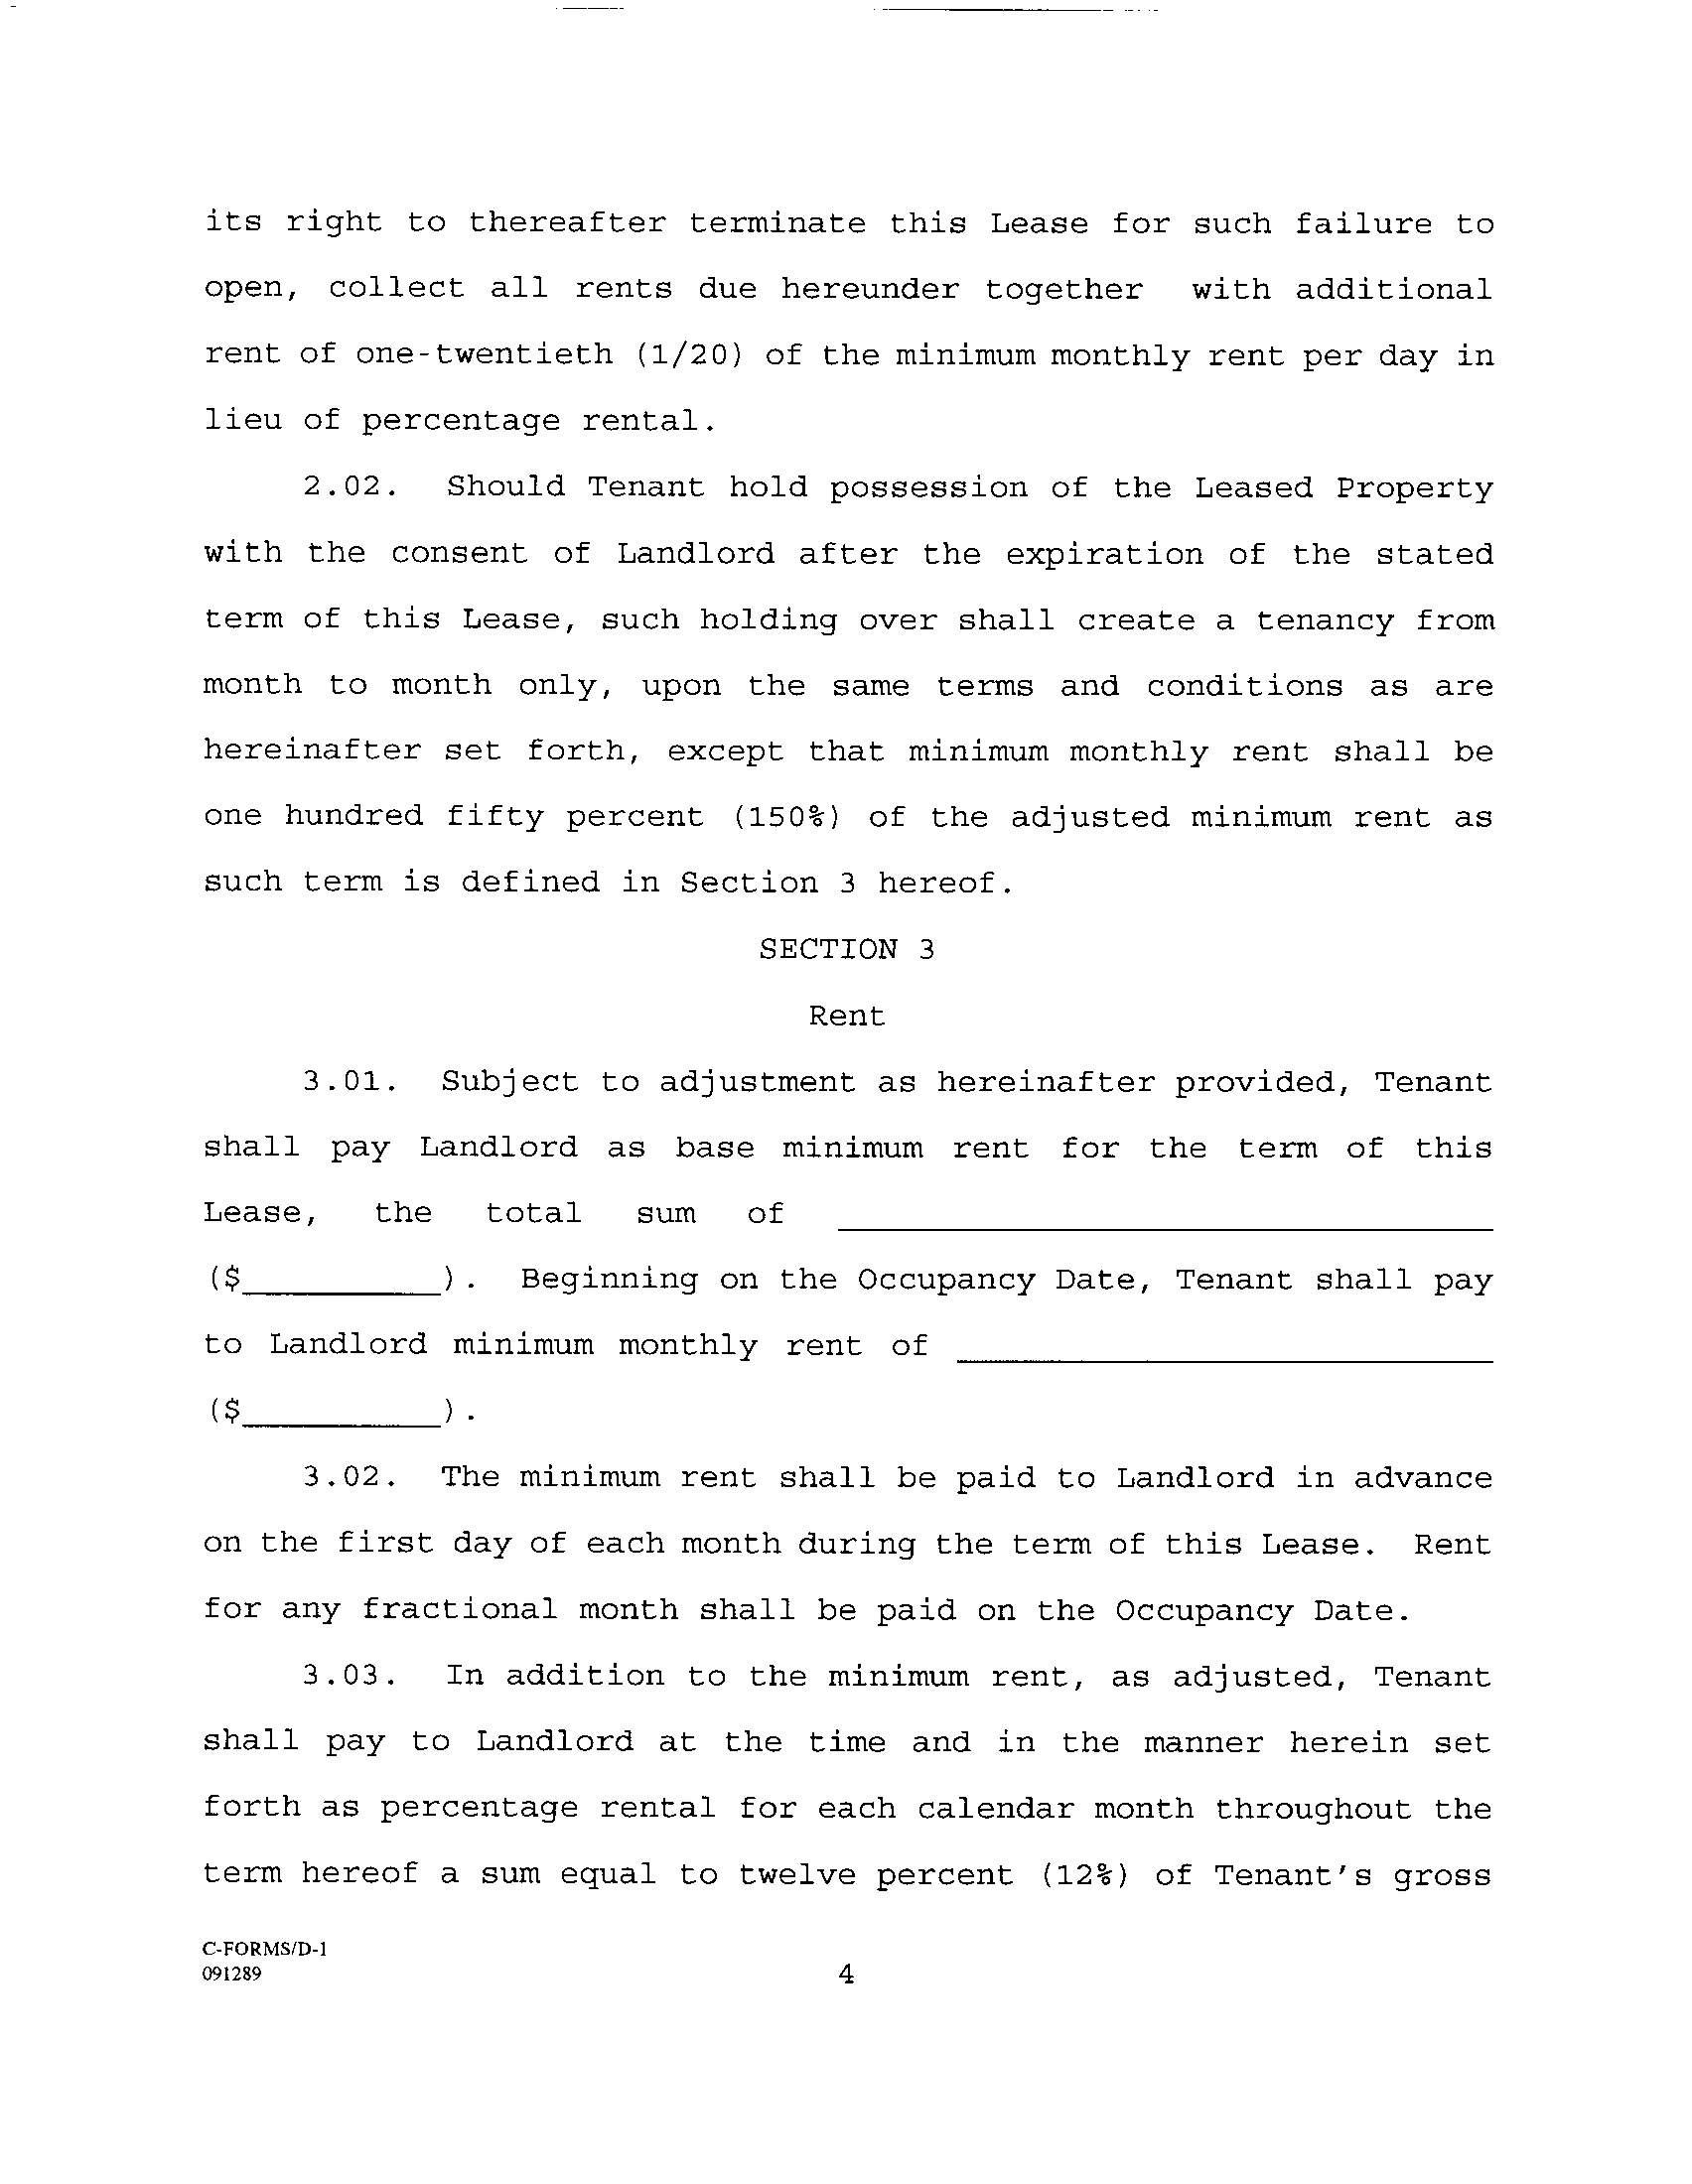 its right to thereafter terminate this Lease for such failure to
open, collect all rents due hereunder together with additional
rent of one-twentieth (1/20) of the minimum monthly rent per day in
lieu of percentage rental.
2.02. Should Tenant hold possession of the Leased Property
with the consent of Landlord after the expiration of the stated
term of this Lease, such holding over shall create a tenancy from
month to month only, upon the same terms and conditions as are
hereinafter set forth, except that minimum monthly rent shall be
one hundred fifty percent (150%) of the adjusted minimum rent as
such term is defined in Section 3 hereof.
SECTION 3
Rent
3.01. Subject to adjustment as hereinafter provided, Tenant
shall pay Landlord as base minimum rent for the term of this
Lease, the total sum of ______________________________
($__________). Beginning on the Occupancy Date, Tenant shall pay
to Landlord minimum monthly rent of ___________________________
($__________).
3.02. The minimum rent shall be paid to Landlord in advance
on the first day of each month during the term of this Lease. Rent
for any fractional month shall be paid on the Occupancy Date.
3.03. In addition to the minimum rent, as adjusted, Tenant
shall pay to Landlord at the time and in the manner herein set
forth as percentage rental for each calendar month throughout the
term hereof a sum equal to twelve percent (12%) of Tenant's gross
C-FORMS/D-1
091289
4